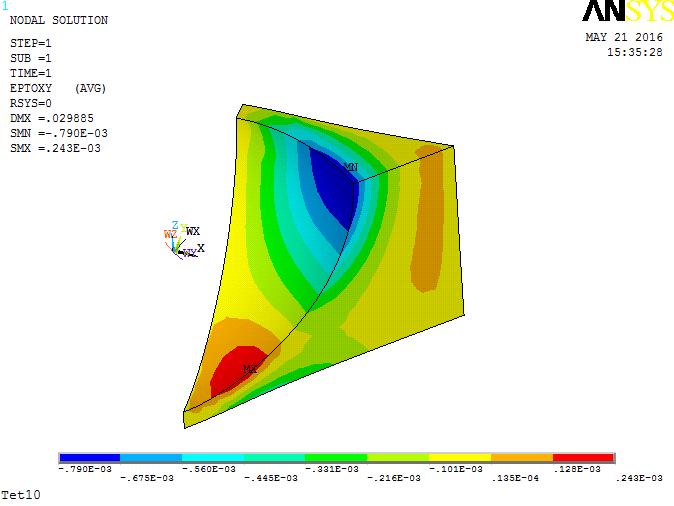 1
NODAL SOLUTION
ANSYS
MAY 21 2016
15:35:28
STEP=1
SUB =1
TIME=1
EPTOXY (AVG)
RSYS=0
DMX =.029885
SMN =-.790E-03
SMX =.243E-03
MN
Z Y
WZ WX
X
WY
MX
-.790E-03 -.560E-03 -.331E-03 -.101E-03 .128E-03
-.675E-03 -.445E-03 -.216E-03 .135E-04 .243E-03
Tet10